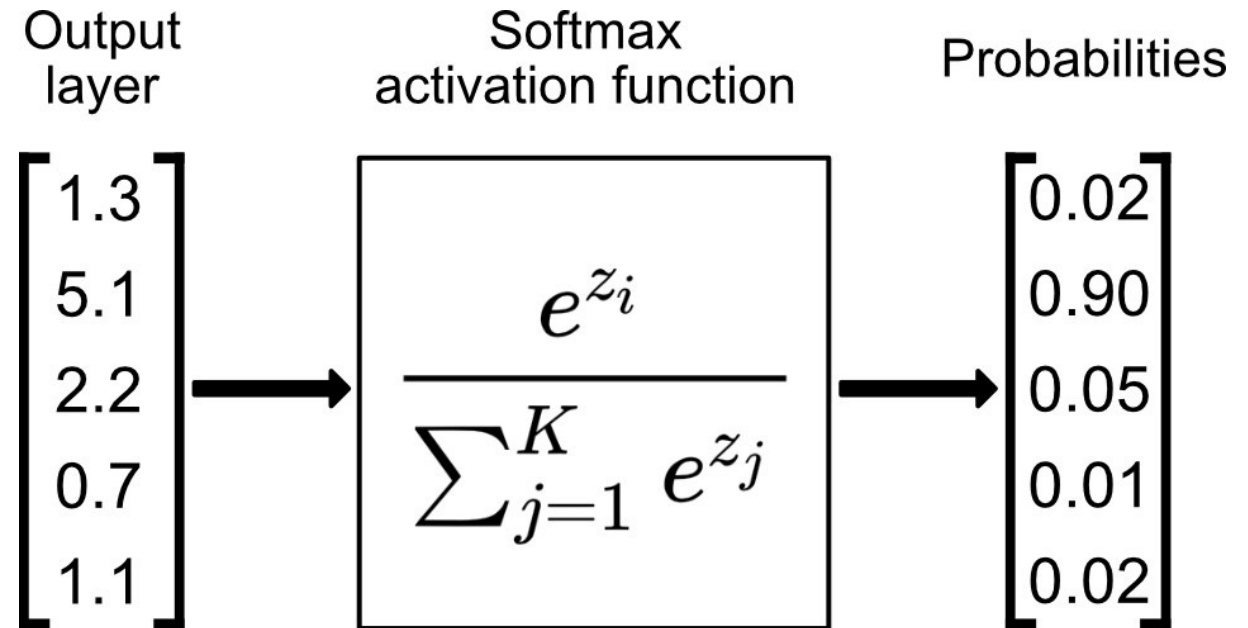 Output
layer
Softmax
activation function
Probabilities
1.3
5.1
2.2
0.7
1.1
e^{z_i}
∑_{j=1}^{K} e^{z_j}
0.02
0.90
0.05
0.01
0.02